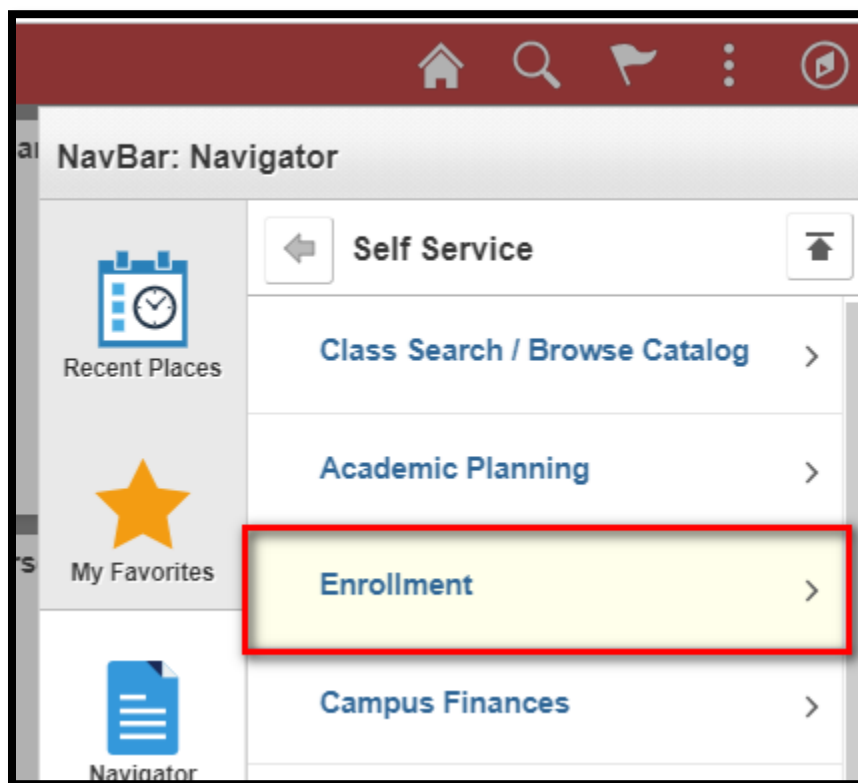 NavBar: Navigator
Self Service
Recent Places
Class Search / Browse Catalog
Academic Planning
My Favorites
Enrollment
Campus Finances
Navigator